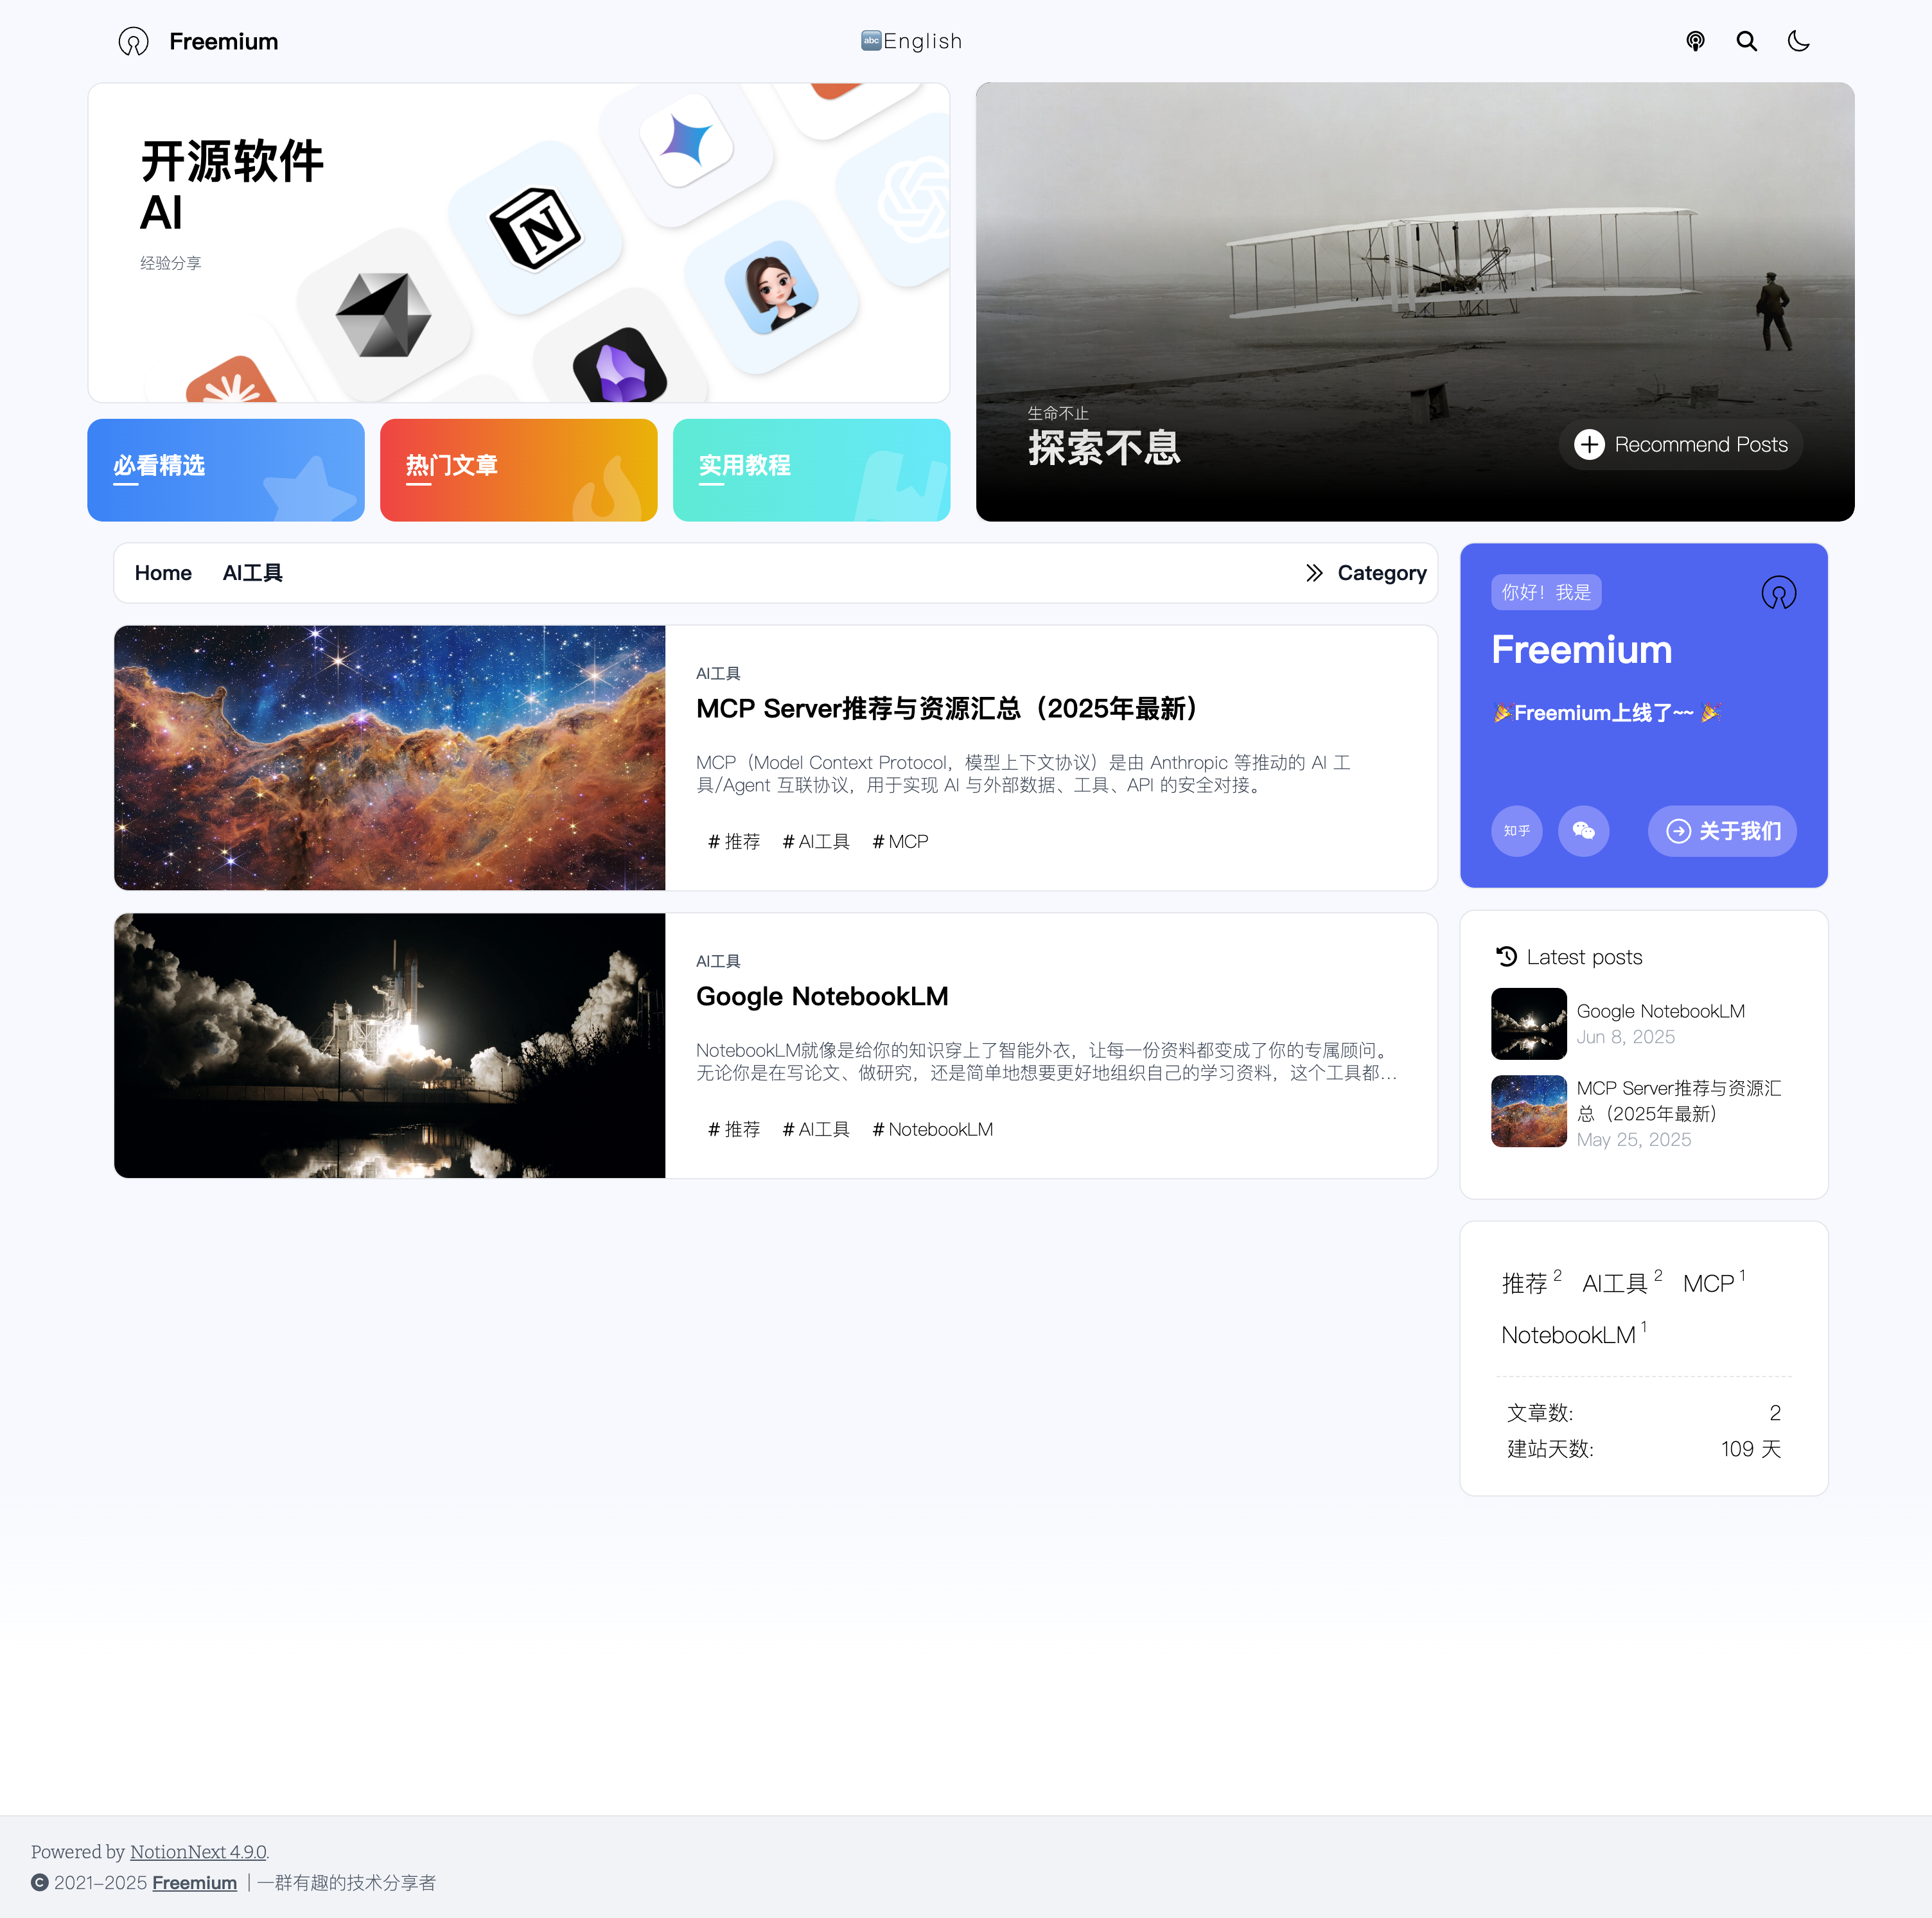 Freemium
🔤English
开源软件
AI
经验分享
生命不止
探索不息
Recommend Posts
必看精选
热门文章
实用教程
Home
AI工具
Category
AI工具
MCP Server推荐与资源汇总（2025年最新）
MCP（Model Context Protocol，模型上下文协议）是由 Anthropic 等推动的 AI 工
具/Agent 互联协议，用于实现 AI 与外部数据、工具、API 的安全对接。
# 推荐 # AI工具 # MCP
AI工具
Google NotebookLM
NotebookLM就像是给你的知识穿上了智能外衣，让每一份资料都变成了你的专属顾问。
无论你是在写论文、做研究，还是简单地想要更好地组织自己的学习资料，这个工具都...
# 推荐 # AI工具 # NotebookLM
你好！我是
Freemium
🎉Freemium上线了~~ 🎉
知乎
关于我们
Latest posts
Google NotebookLM
Jun 8, 2025
MCP Server推荐与资源汇
总（2025年最新）
May 25, 2025
推荐 2 AI工具 2 MCP 1
NotebookLM 1
文章数: 2
建站天数: 109 天
Powered by NotionNext 4.9.0.
© 2021-2025 Freemium | 一群有趣的技术分享者